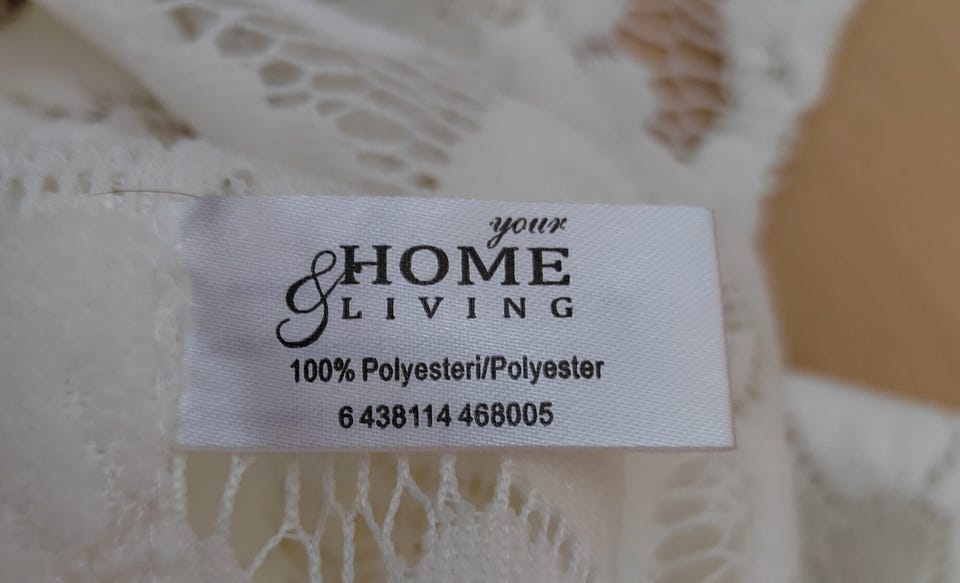 your
HOME
& LIVING
100% Polyesteri/Polyester
6 438114 468005